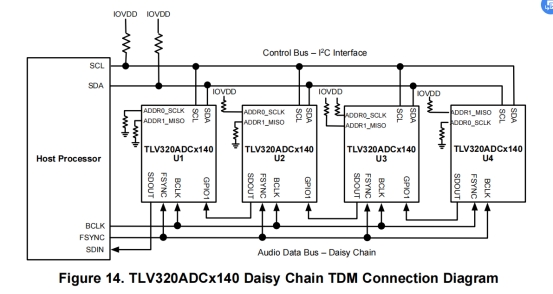 IOVDD IOVDD
Control Bus – I²C Interface
SCL
SDA
SCL SDA
ADDR0_SCLK
ADDR1_MISO
TLV320ADCx140
U1
SDOUT FSYNC BCLK GPIO1
IOVDD
SCL SDA
ADDR0_SCLK
ADDR1_MISO
TLV320ADCx140
U2
SDOUT FSYNC BCLK GPIO1
IOVDD
SCL SDA
ADDR0_SCLK
ADDR1_MISO
TLV320ADCx140
U3
SDOUT FSYNC BCLK GPIO1
IOVDD
SCL SDA
ADDR1_MISO
ADDR0_SCLK
TLV320ADCx140
U4
GPIO1 SDOUT FSYNC BCLK
Host Processor
BCLK
FSYNC
SDIN
Audio Data Bus – Daisy Chain
Figure 14. TLV320ADCx140 Daisy Chain TDM Connection Diagram